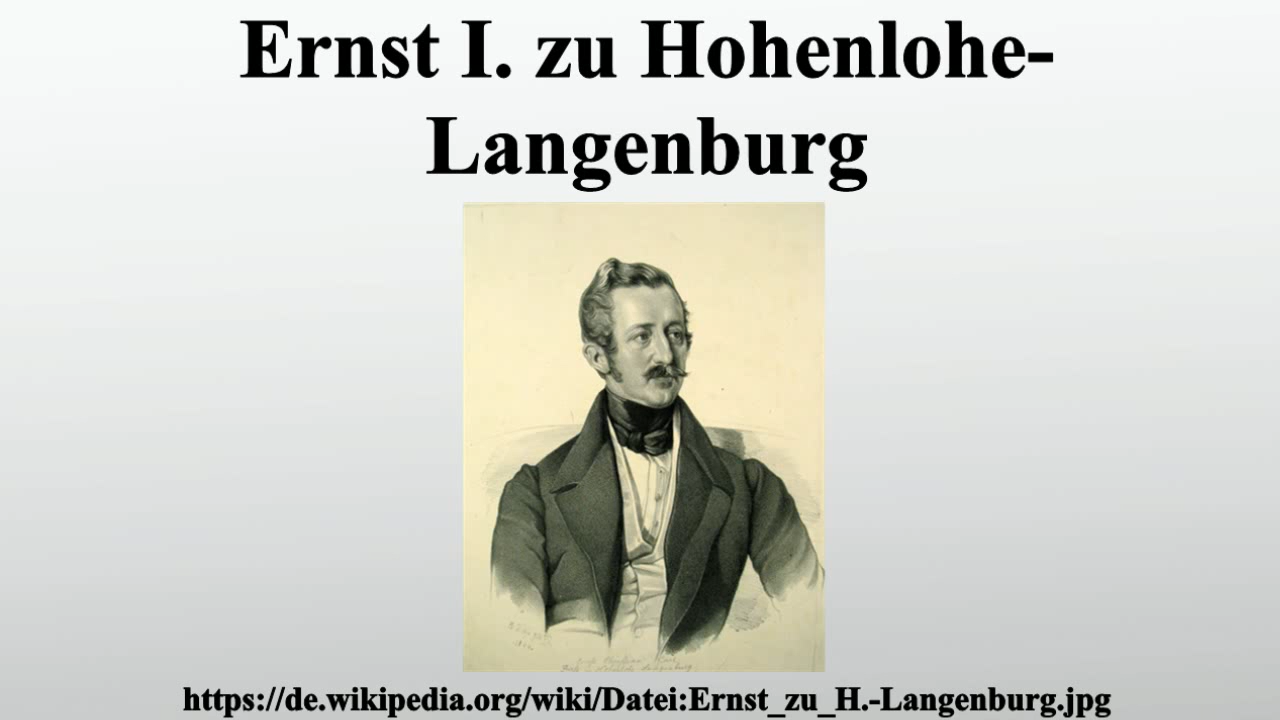 Ernst I. zu Hohenlohe-
Langenburg
https://de.wikipedia.org/wiki/Datei:Ernst_zu_H.-Langenburg.jpg